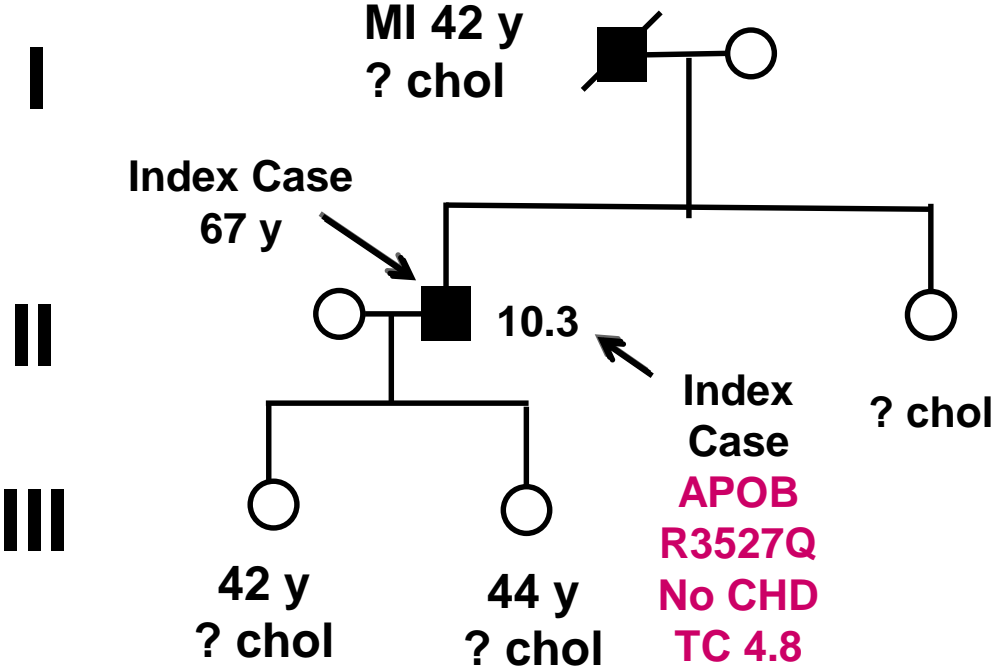 I
MI 42 y
? chol
Index Case
67 y
II
10.3
Index
Case
APOB
R3527Q
No CHD
TC 4.8
? chol
III
42 y
? chol
44 y
? chol